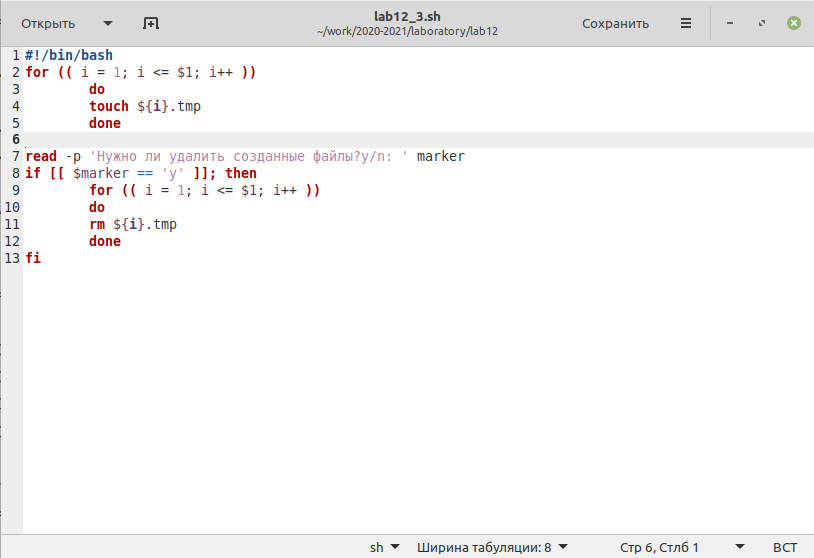 Открыть
lab12_3.sh
~/work/2020-2021/laboratory/lab12
Сохранить
1 #!/bin/bash
2 for (( i = 1; i <= $1; i++ ))
3         do
4         touch ${i}.tmp
5         done
6
7 read -p 'Нужно ли удалить созданные файлы?y/n: ' marker
8 if [[ $marker == 'y' ]]; then
9         for (( i = 1; i <= $1; i++ ))
10         do
11         rm ${i}.tmp
12         done
13 fi
sh Ширина табуляции: 8 Стр 6, Стлб 1 ВСТ